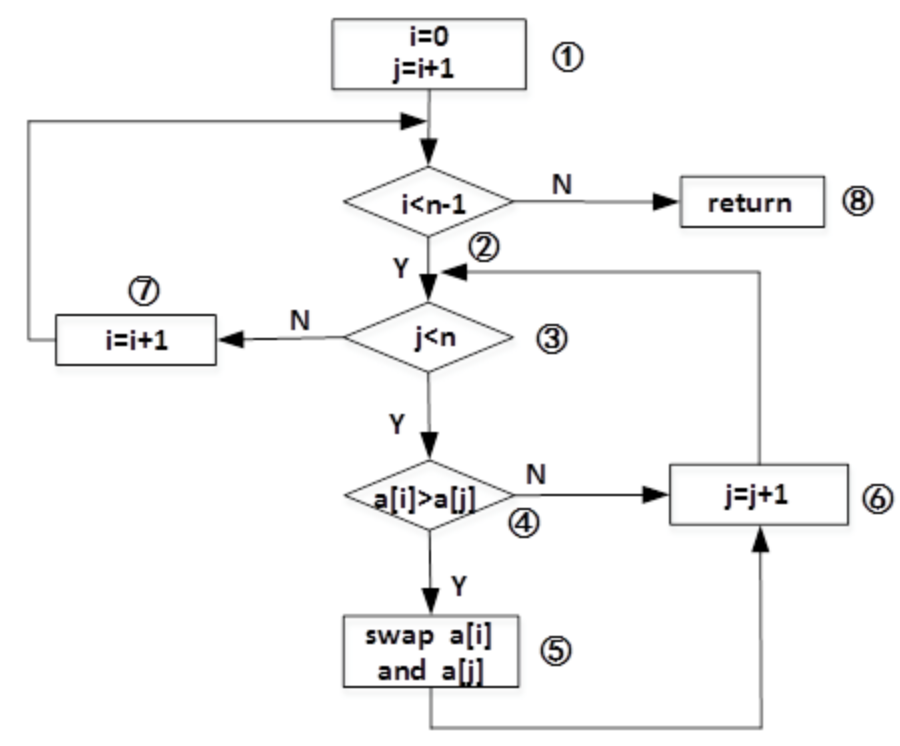 i=0
j=i+1
①
i<n-1
N
return
⑧
②
Y
⑦
i=i+1
N
j<n
③
Y
a[i]>a[j]
N
④
j=j+1
⑥
Y
swap a[i]
and a[j]
⑤